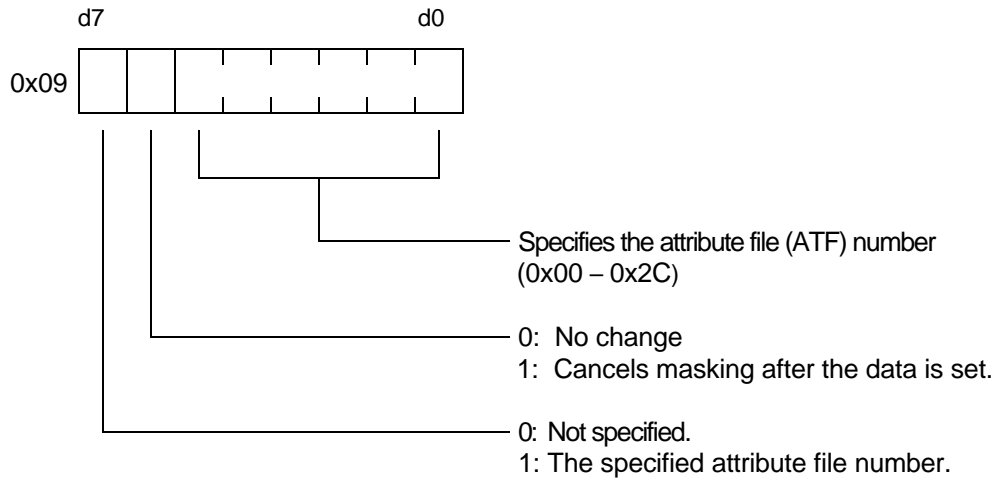 d7 d0
0x09
Specifies the attribute file (ATF) number
(0x00 – 0x2C)
0: No change
1: Cancels masking after the data is set.
0: Not specified.
1: The specified attribute file number.